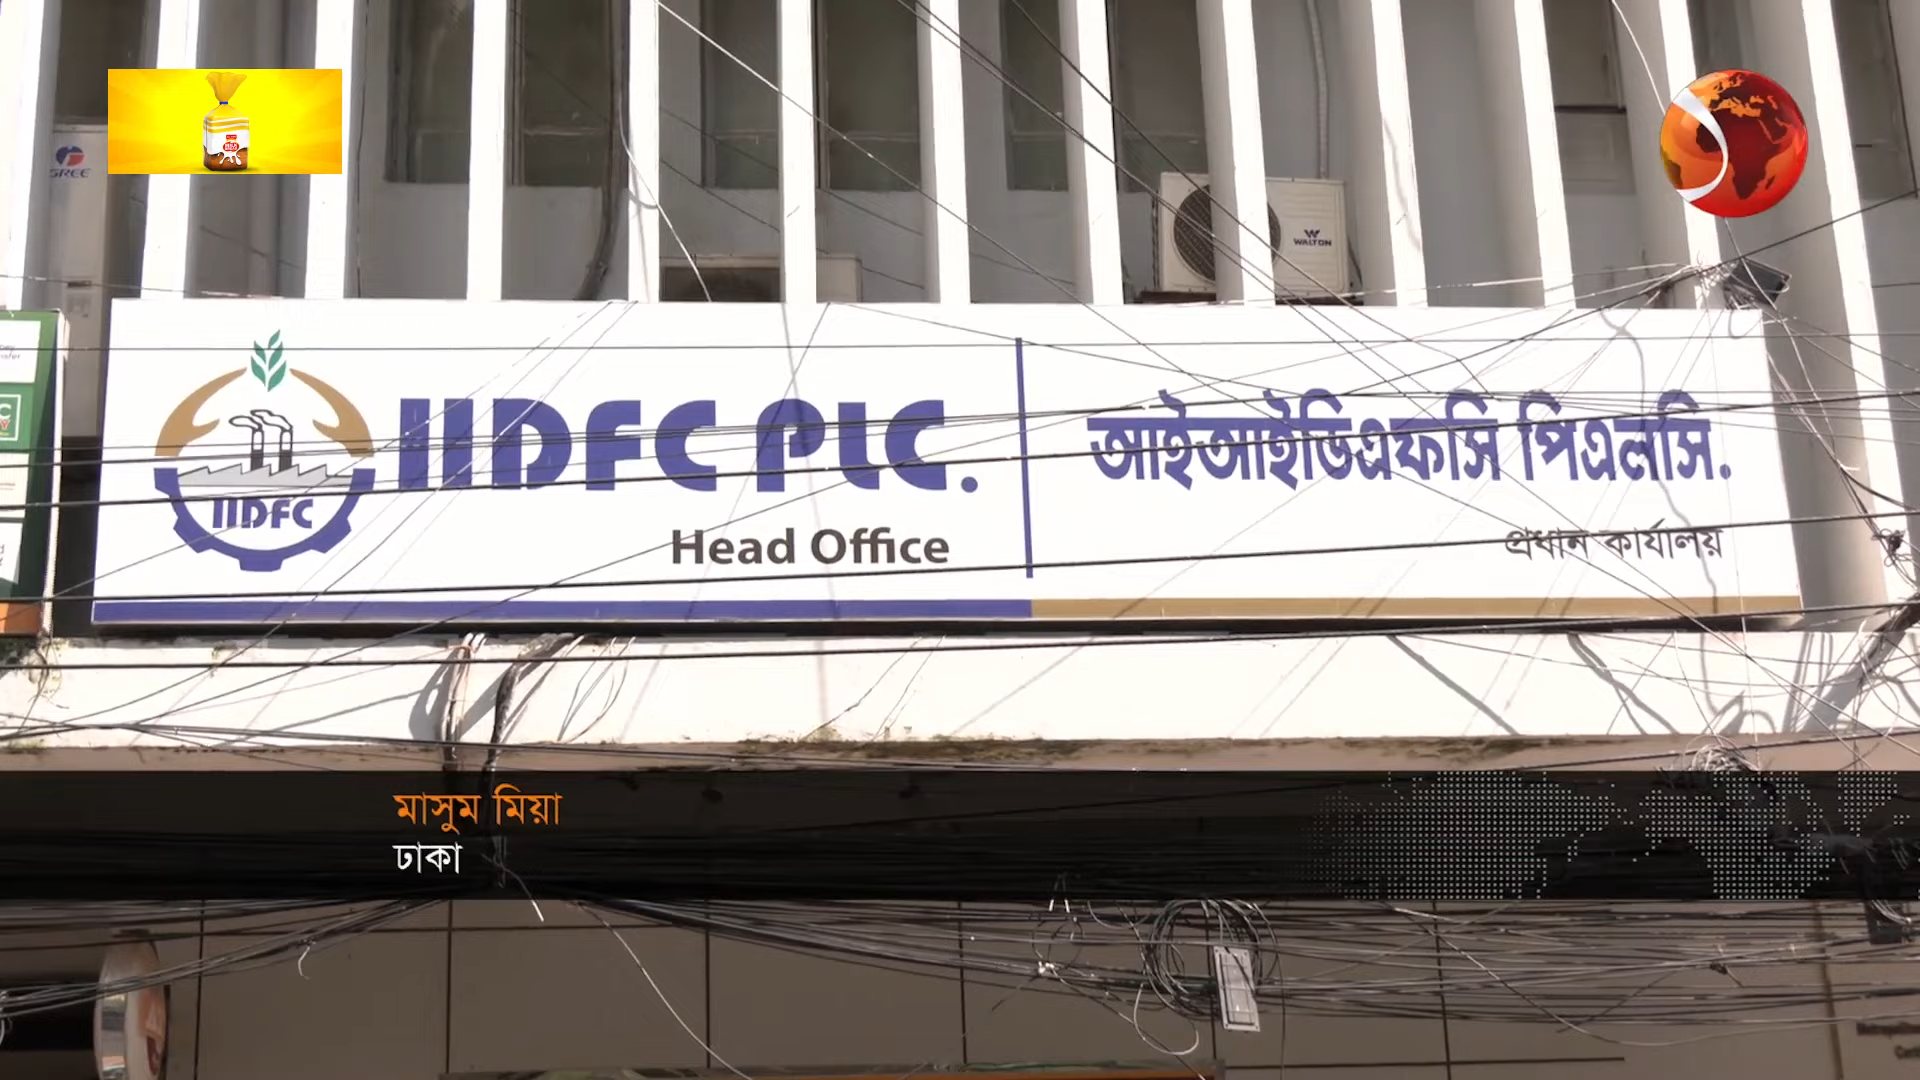 GREE
WALTON
IIDFC PLC.
Head Office
IIDFC
আইআইডিএফসি পিএলসি.
প্রধান কার্যালয়
মাসুম মিয়া
ঢাকা